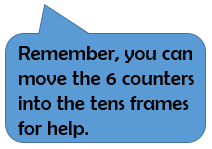 Remember, you can
move the 6 counters
into the tens frames
for help.